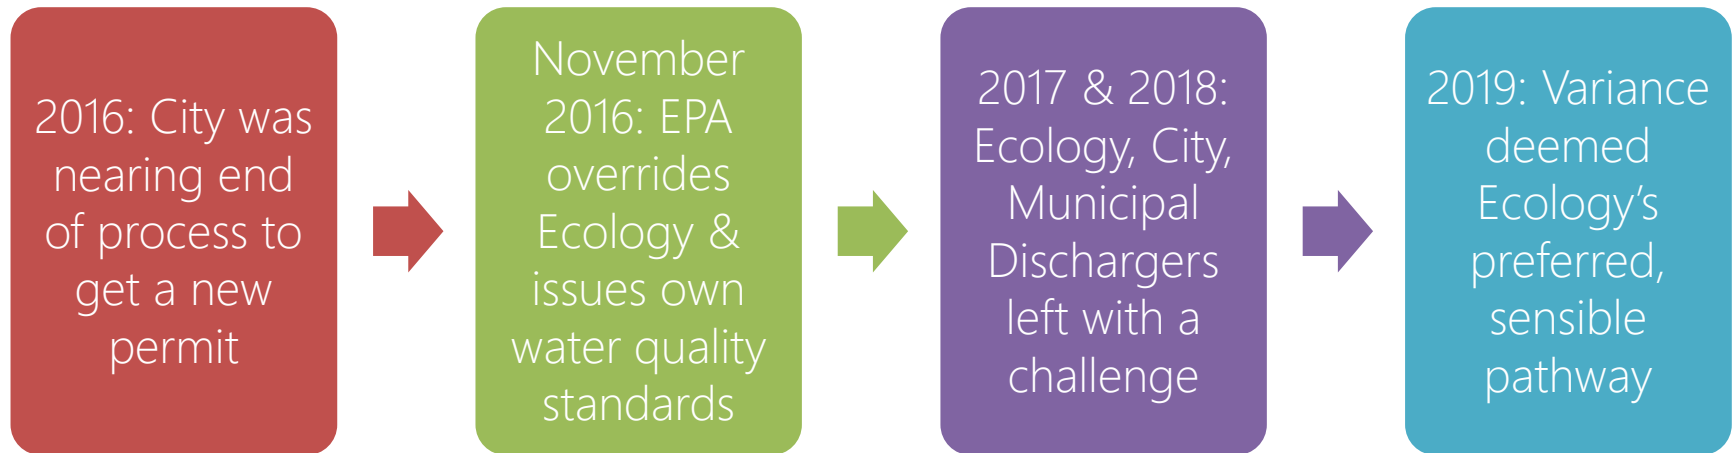 2016: City was
nearing end
of process to
get a new
permit
November
2016: EPA
overrides
Ecology &
issues own
water quality
standards
2017 & 2018:
Ecology, City,
Municipal
Dischargers
left with a
challenge
2019: Variance
deemed
Ecology’s
preferred,
sensible
pathway